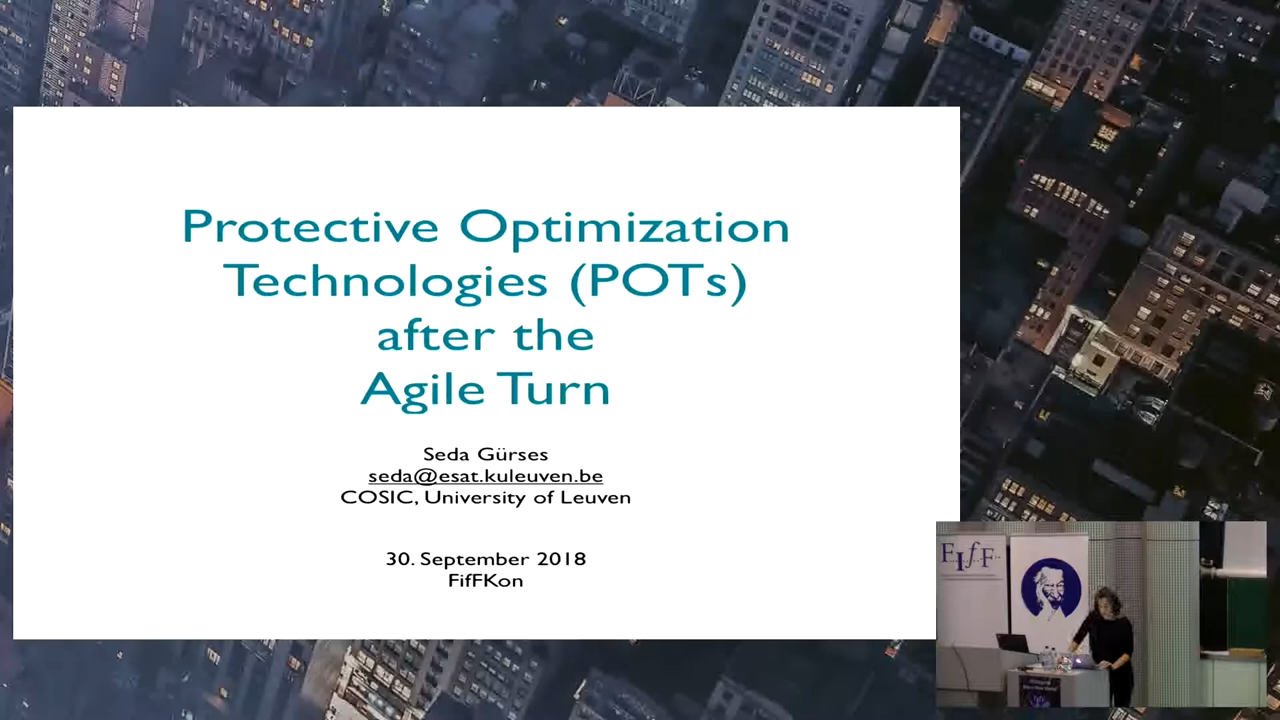 Protective Optimization
Technologies (POTs)
after the
Agile Turn
Seda Gürses
seda@esat.kuleuven.be
COSIC, University of Leuven
30. September 2018
FifFKon
FIfF